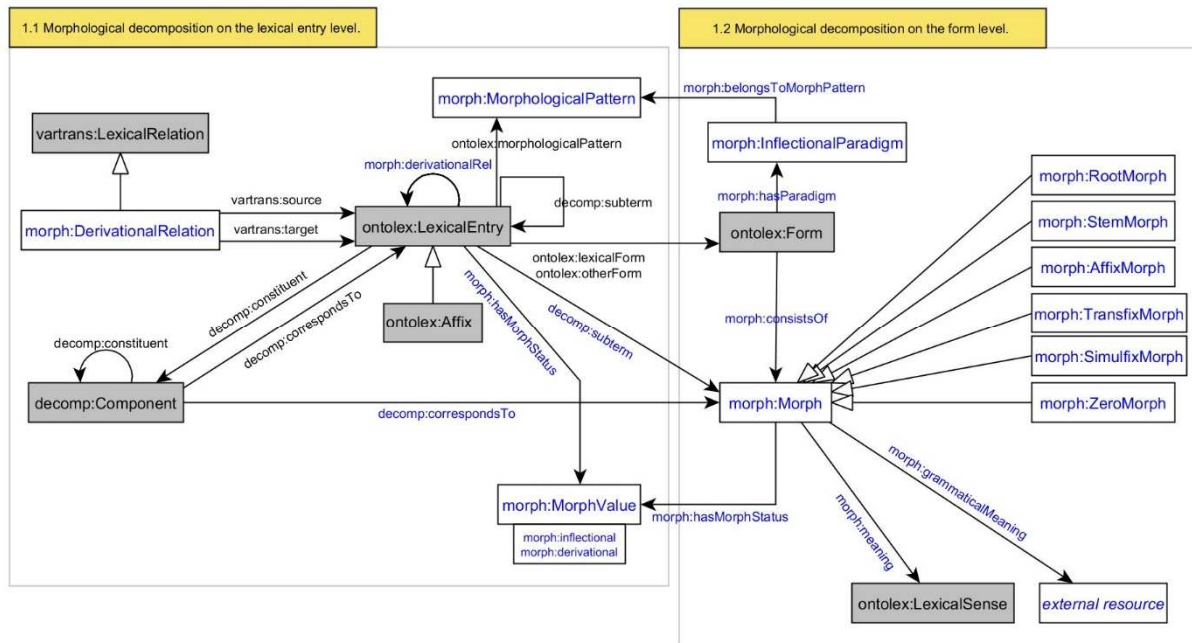 1.1 Morphological decomposition on the lexical entry level.
1.2 Morphological decomposition on the form level.
morph:MorphologicalPattern
morph:belongsToMorphPattern
vartrans:LexicalRelation
ontolex:morphologicalPattern
morph:InflectionalParadigm
morph:derivationalRel
morph:RootMorph
morph:hasParadigm
vartrans:source
decomp:subterm
morph:StemMorph
morph:DerivationalRelation
vartrans:target
ontolex:LexicalEntry
ontolex:Form
ontolex:lexicalForm
ontolex:otherForm
morph:AffixMorph
decomp:constituent
decomp:correspondsTo
ontolex:Affix
morph:hasMorphStatus
decomp:subterm
morph:consistsOf
morph:TransfixMorph
decomp:constituent
morph:SimulfixMorph
decomp:Component
decomp:correspondsTo
morph:Morph
morph:ZeroMorph
morph:MorphValue
morph:hasMorphStatus
morph:inflectional
morph:derivational
morph:meaning
morph:grammaticalMeaning
ontolex:LexicalSense
external resource